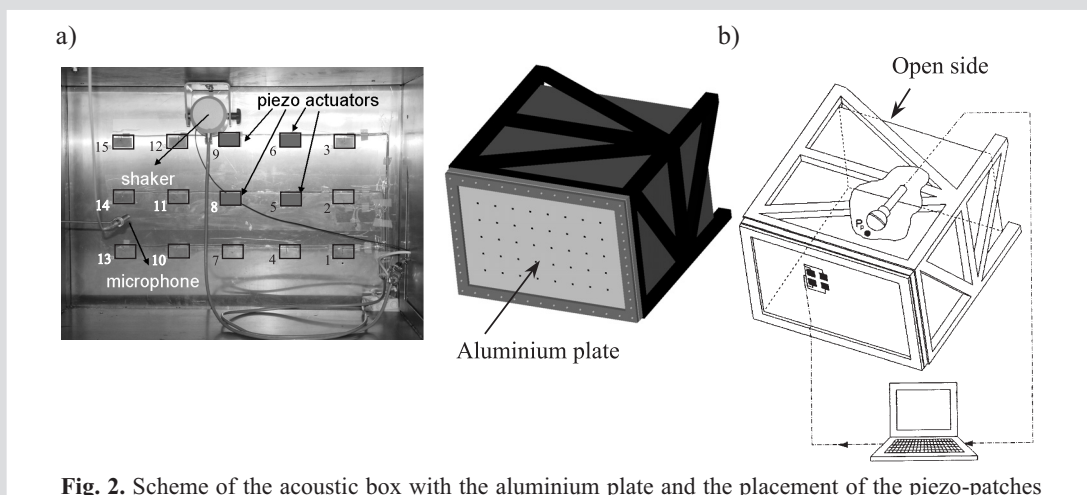 a)
b)
Open side
piezo actuators
15
12
9
6
3
shaker
14
11
8
5
2
13
10
7
4
1
microphone
Aluminium plate
Fig. 2. Scheme of the acoustic box with the aluminium plate and the placement of the piezo-patches